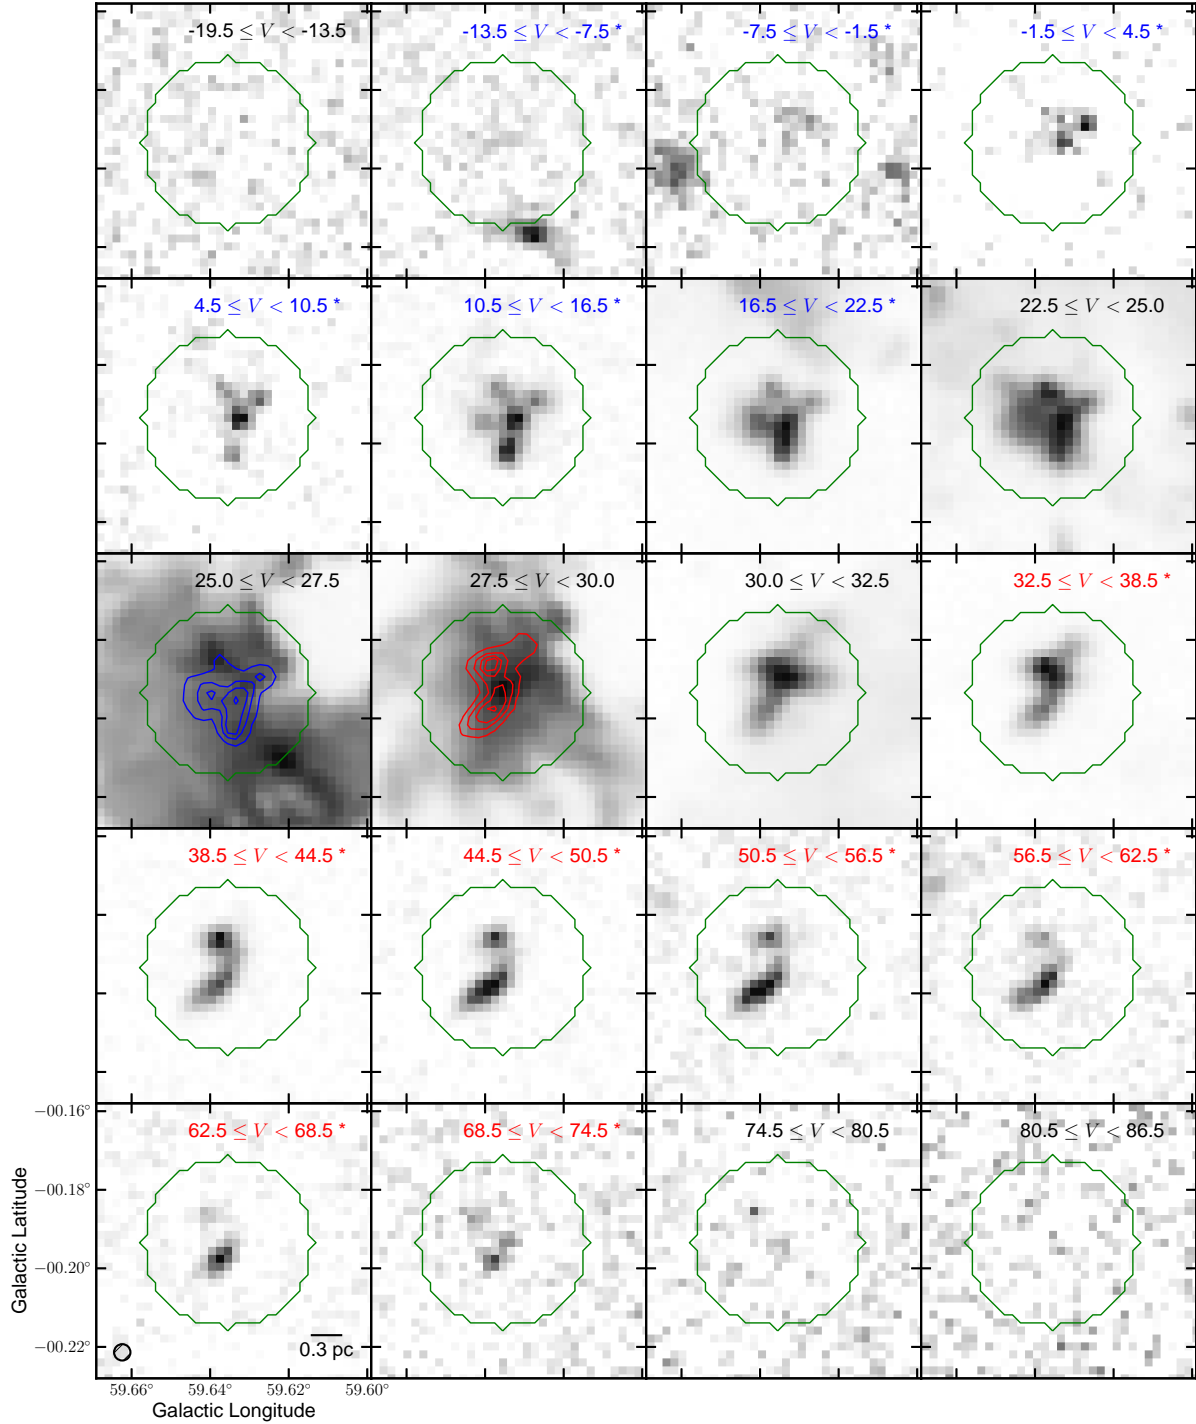 -19.5 ≤ V < -13.5
-13.5 ≤ V < -7.5 *
-7.5 ≤ V < -1.5 *
-1.5 ≤ V < 4.5 *
4.5 ≤ V < 10.5 *
10.5 ≤ V < 16.5 *
16.5 ≤ V < 22.5 *
22.5 ≤ V < 25.0
25.0 ≤ V < 27.5
27.5 ≤ V < 30.0
30.0 ≤ V < 32.5
32.5 ≤ V < 38.5 *
38.5 ≤ V < 44.5 *
44.5 ≤ V < 50.5 *
50.5 ≤ V < 56.5 *
56.5 ≤ V < 62.5 *
62.5 ≤ V < 68.5 *
68.5 ≤ V < 74.5 *
74.5 ≤ V < 80.5
80.5 ≤ V < 86.5
−00.16°
−00.18°
−00.20°
−00.22°
Galactic Latitude
0.3 pc
59.66° 59.64° 59.62° 59.60°
Galactic Longitude